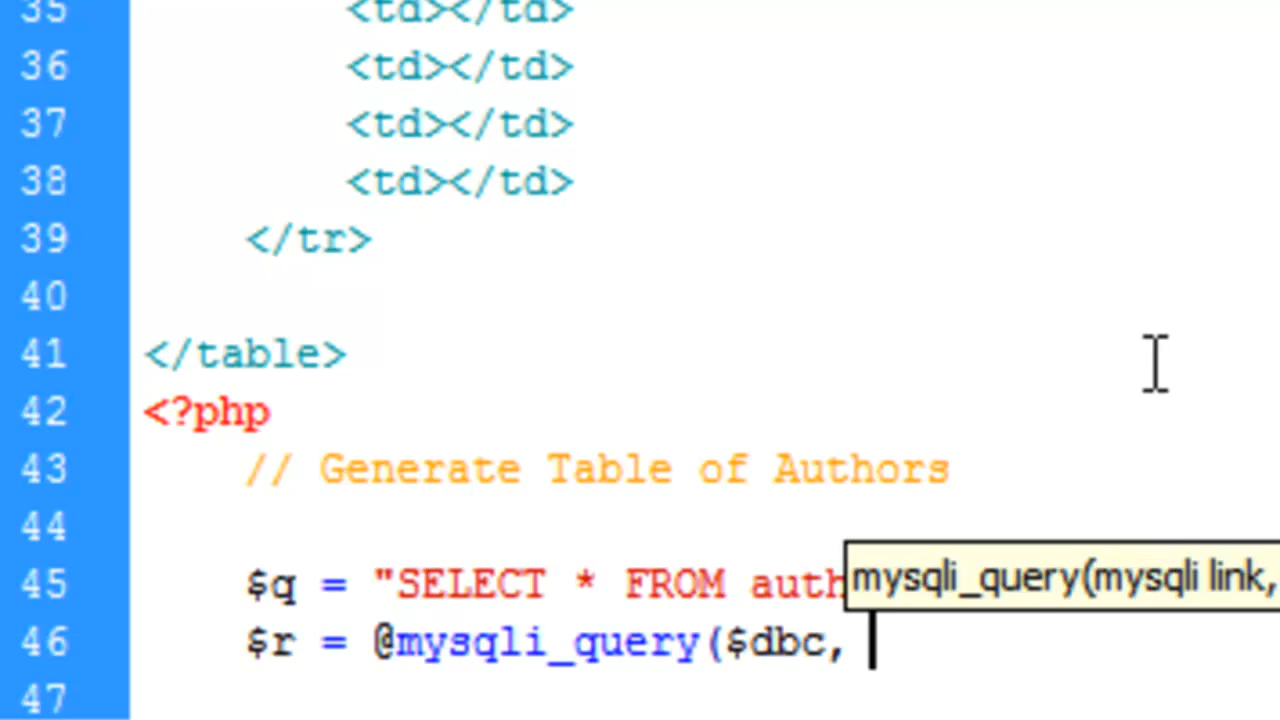 35 <td></td>
36 <td></td>
37 <td></td>
38 <td></td>
39 </tr>
40
41 </table>
42 <?php
43 // Generate Table of Authors
44
45 $q = "SELECT * FROM auth
mysqli_query(mysqli link,
46 $r = @mysqli_query($dbc,
47